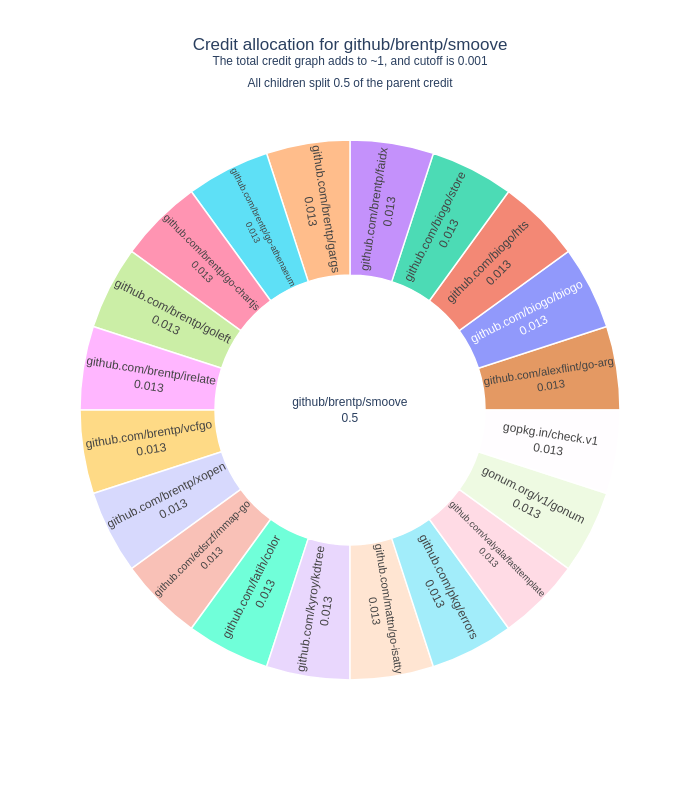 Credit allocation for github/brentp/smoove
The total credit graph adds to ~1, and cutoff is 0.001
All children split 0.5 of the parent credit
github/brentp/smoove
0.5
github.com/alexflint/go-arg
0.013
github.com/biogo/biogo
0.013
github.com/biogo/hts
0.013
github.com/biogo/store
0.013
github.com/brentp/faidx
0.013
github.com/brentp/gargs
0.013
github.com/brentp/go-athenaeum
0.013
github.com/brentp/go-chartjs
0.013
github.com/brentp/goleft
0.013
github.com/brentp/irelate
0.013
github.com/brentp/vcfgo
0.013
github.com/brentp/xopen
0.013
github.com/edsrzf/mmap-go
0.013
github.com/fatih/color
0.013
github.com/kyroy/kdtree
0.013
github.com/mattn/go-isatty
0.013
github.com/pkg/errors
0.013
github.com/valyala/fasttemplate
0.013
gonum.org/v1/gonum
0.013
gopkg.in/check.v1
0.013